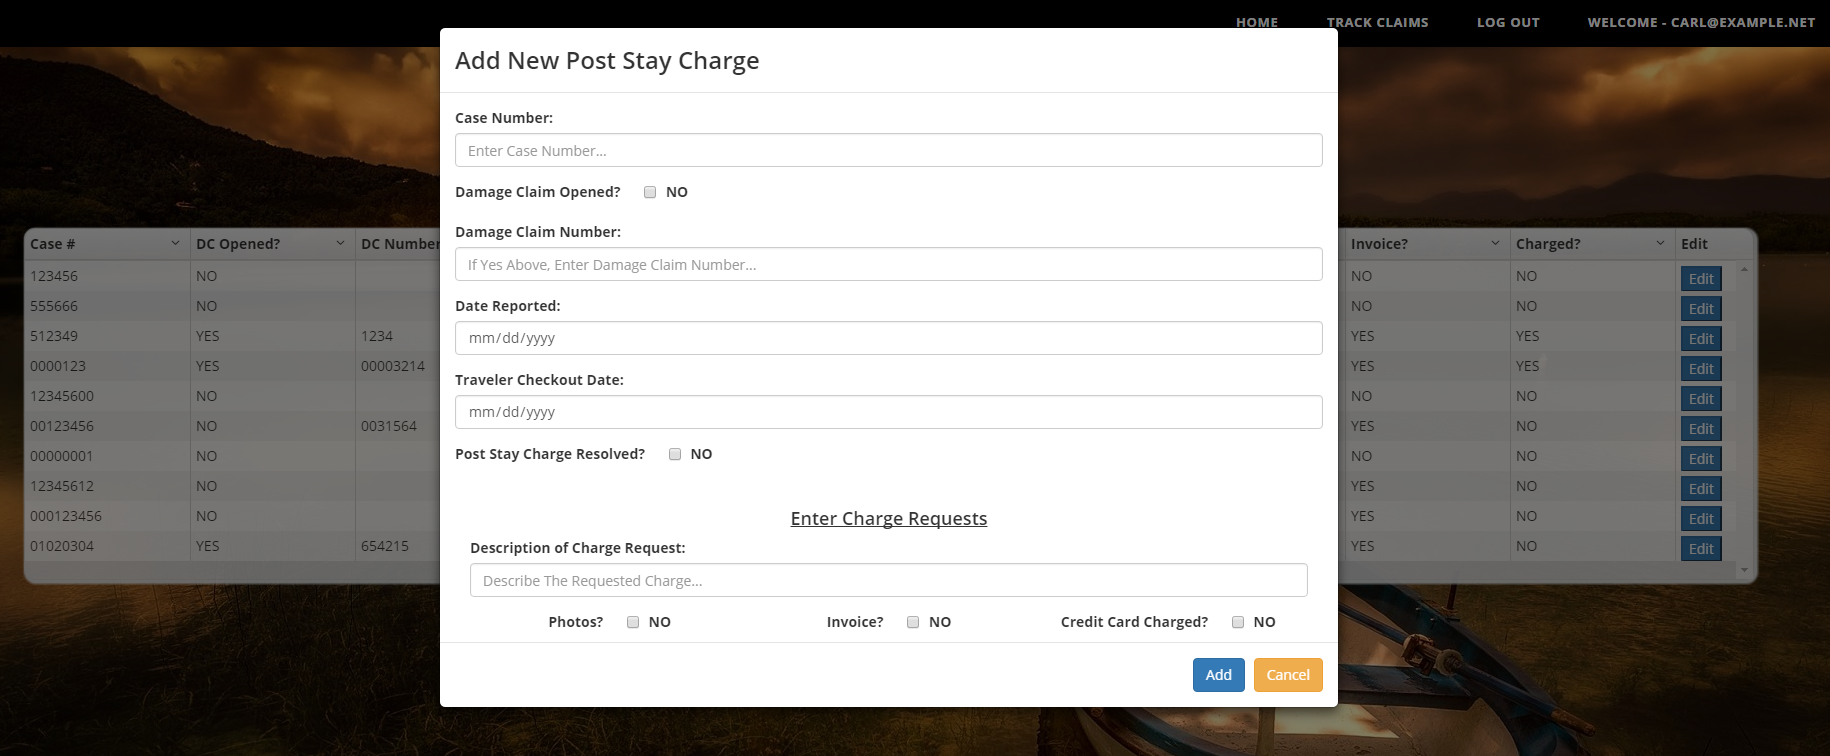 HOME TRACK CLAIMS LOG OUT WELCOME - CARL@EXAMPLE.NET
Add New Post Stay Charge
Case Number:
Enter Case Number...
Damage Claim Opened? NO
Damage Claim Number:
If Yes Above, Enter Damage Claim Number...
Date Reported:
mm/dd/yyyy
Traveler Checkout Date:
mm/dd/yyyy
Post Stay Charge Resolved? NO
Enter Charge Requests
Description of Charge Request:
Describe The Requested Charge...
Photos? NO Invoice? NO Credit Card Charged? NO
Add Cancel
Case # DC Opened? DC Number Invoice? Charged? Edit
123456 NO NO NO Edit
555666 NO NO NO Edit
512349 YES 1234 YES YES Edit
0000123 YES 00003214 YES YES Edit
12345600 NO NO NO Edit
00123456 NO 0031564 YES NO Edit
00000001 NO NO NO Edit
12345612 NO YES NO Edit
000123456 NO YES NO Edit
01020304 YES 654215 YES NO Edit